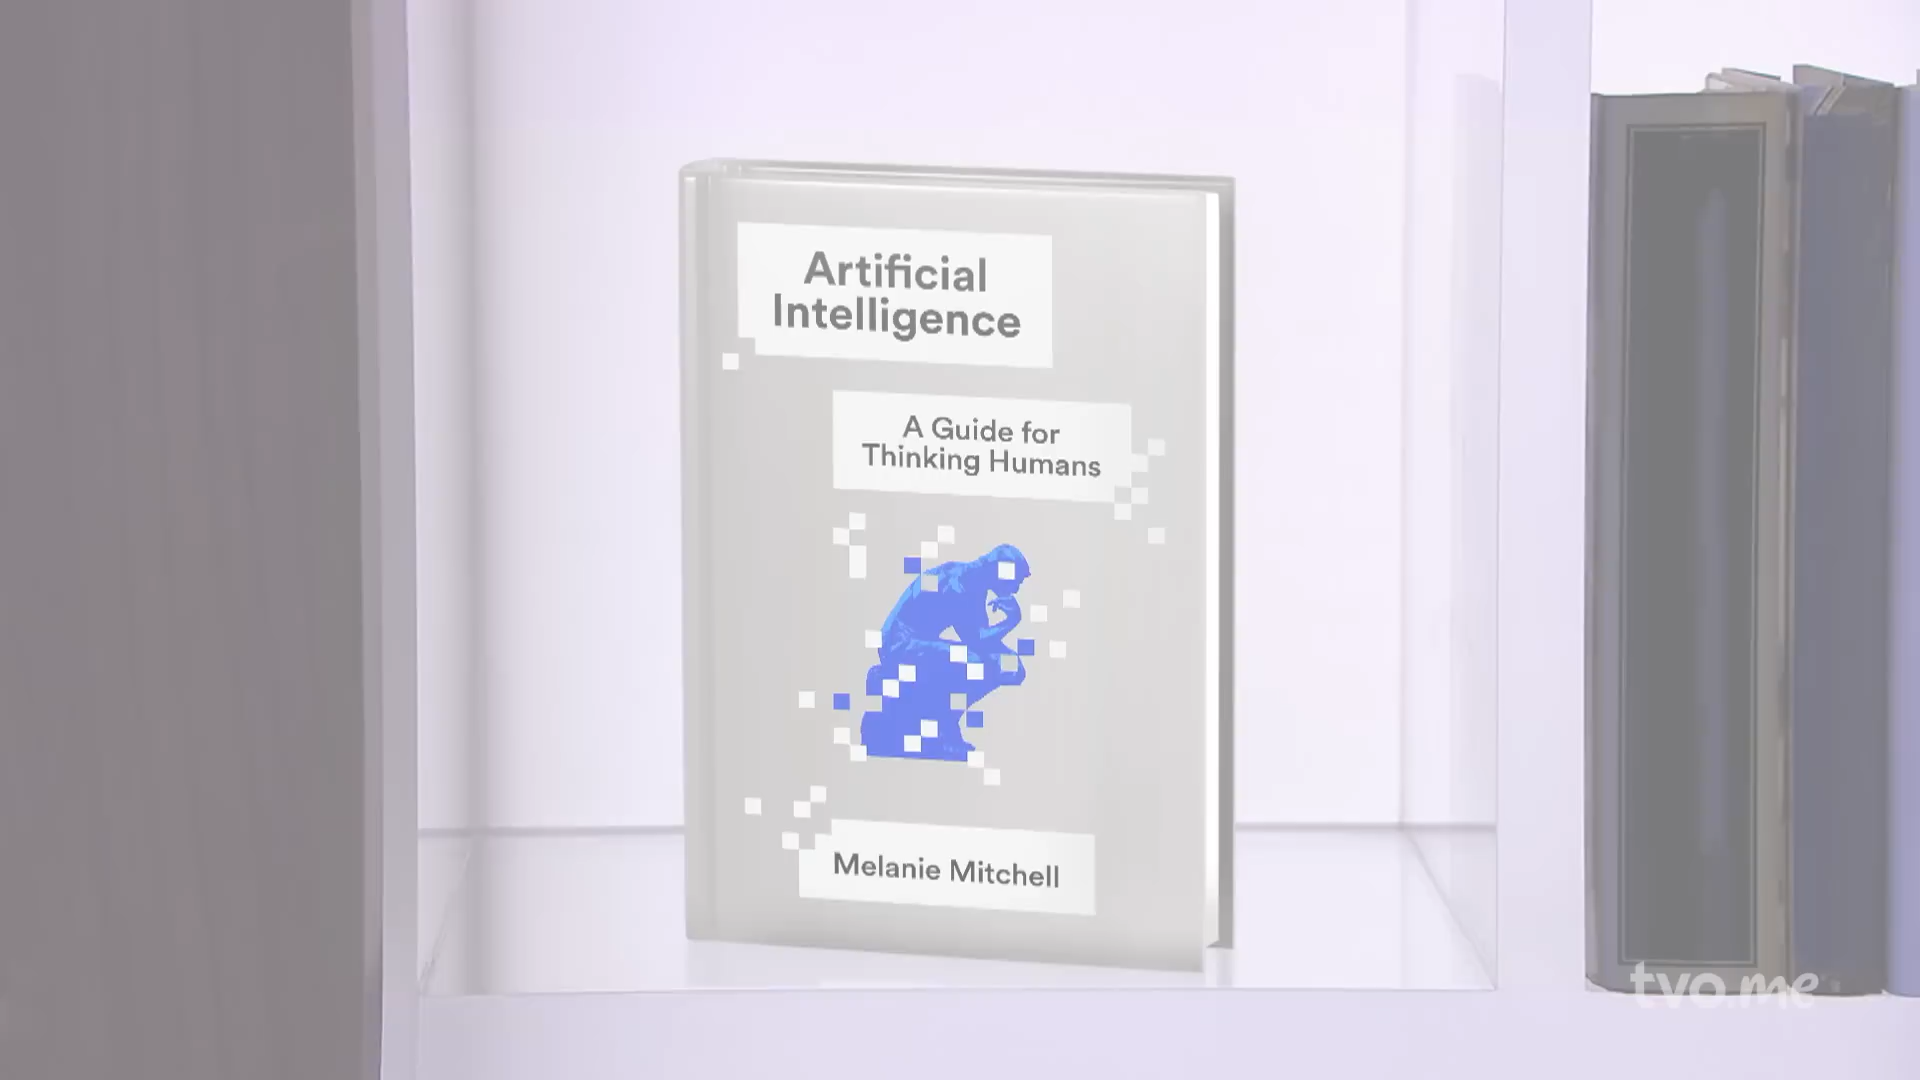 Artificial
Intelligence
A Guide for
Thinking Humans
Melanie Mitchell
tvo.me